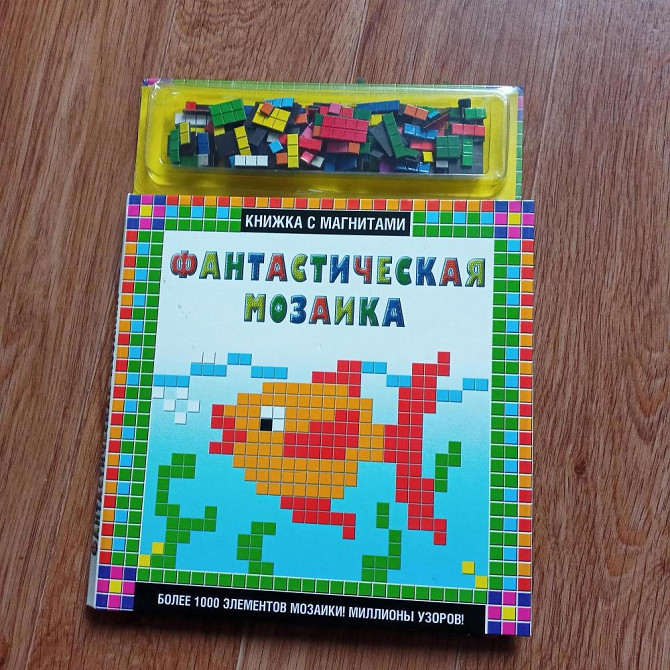 КНИЖКА С МАГНИТАМИ
ФАНТАСТИЧЕСКАЯ
МОЗАИКА
БОЛЕЕ 1000 ЭЛЕМЕНТОВ МОЗАИКИ! МИЛЛИОНЫ УЗОРОВ!